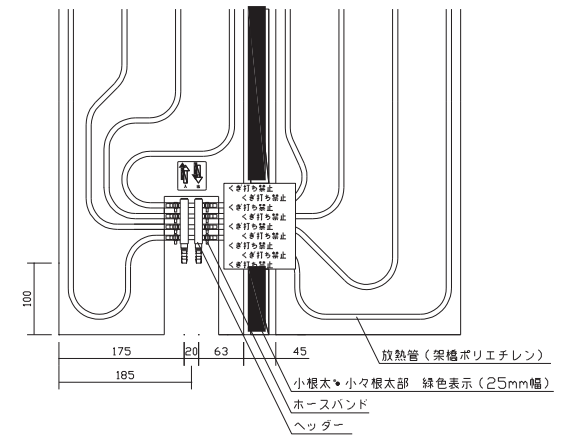 くぎ打ち禁止
くぎ打ち禁止
くぎ打ち禁止
くぎ打ち禁止
くぎ打ち禁止
くぎ打ち禁止
くぎ打ち禁止
くぎ打ち禁止
くぎ打ち禁止
100
175
20
63
45
185
放熱管(架橋ポリエチレン)
小根太・小々根太部 緑色表示(25mm幅)
ホースバンド
ヘッダー